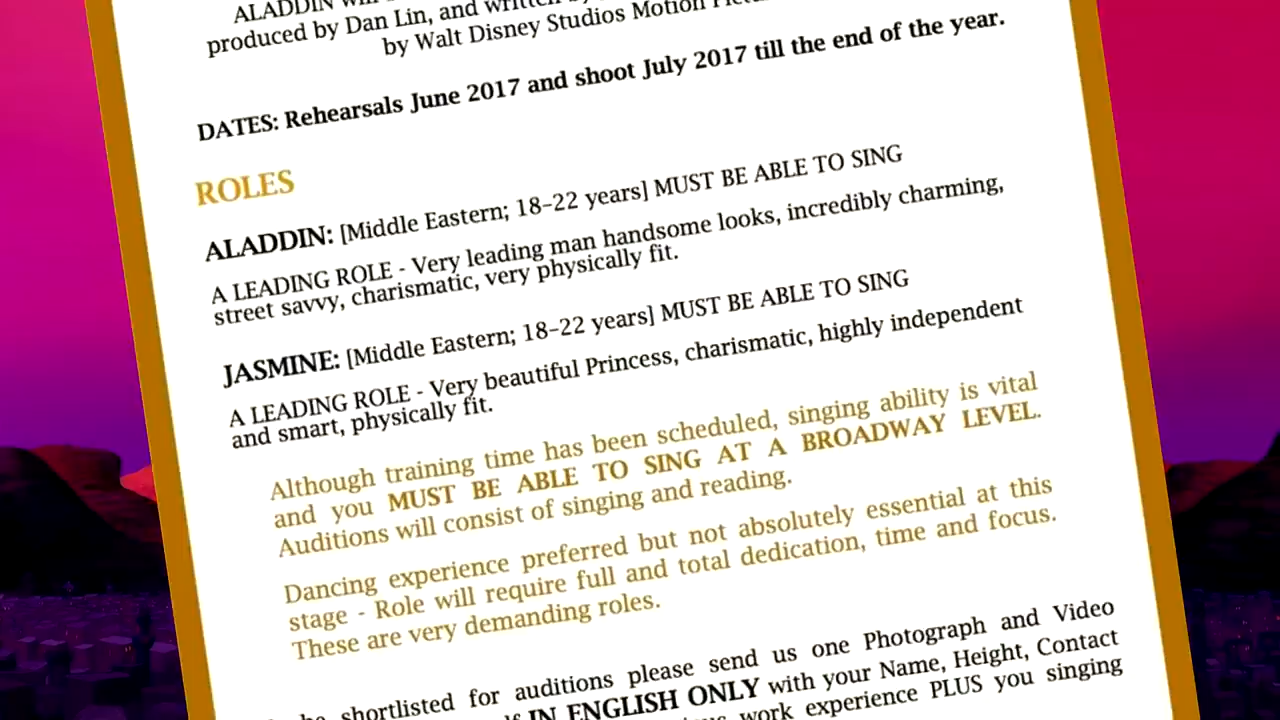 ALADDIN
produced by Dan Lin, and written
by Walt Disney Studios Motion
DATES: Rehearsals June 2017 and shoot July 2017 till the end of the year.
ROLES
ALADDIN: [Middle Eastern; 18-22 years] MUST BE ABLE TO SING
A LEADING ROLE - Very leading man handsome looks, incredibly charming,
street savvy, charismatic, very physically fit.
JASMINE: [Middle Eastern; 18-22 years] MUST BE ABLE TO SING
A LEADING ROLE - Very beautiful Princess, charismatic, highly independent
and smart, physically fit.
Although training time has been scheduled, singing ability is vital
and you MUST BE ABLE TO SING AT A BROADWAY LEVEL.
Auditions will consist of singing and reading.
Dancing experience preferred but not absolutely essential at this
stage - Role will require full and total dedication, time and focus.
These are very demanding roles.
shortlisted for auditions please send us one Photograph and Video
IN ENGLISH ONLY with your Name, Height, Contact
work experience PLUS you singing